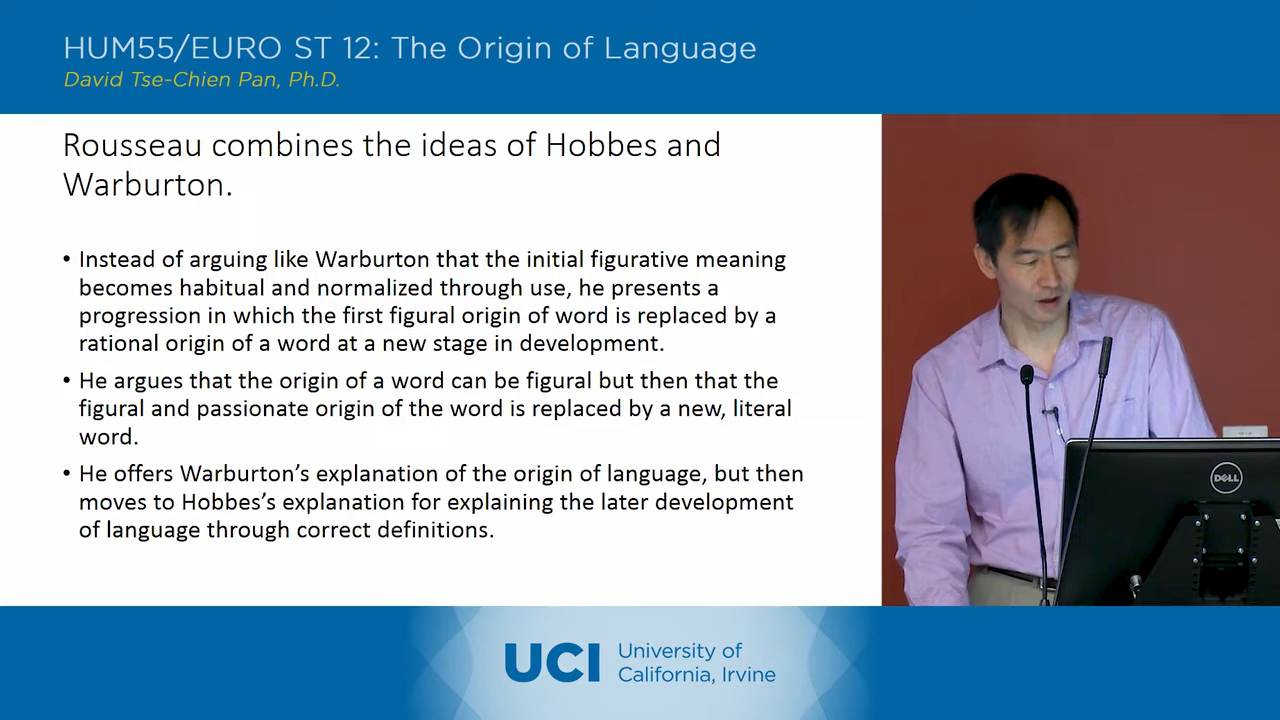 HUM55/EURO ST 12: The Origin of Language
David Tse-Chien Pan, Ph.D.
Rousseau combines the ideas of Hobbes and
Warburton.
• Instead of arguing like Warburton that the initial figurative meaning
becomes habitual and normalized through use, he presents a
progression in which the first figural origin of word is replaced by a
rational origin of a word at a new stage in development.
• He argues that the origin of a word can be figural but then that the
figural and passionate origin of the word is replaced by a new, literal
word.
• He offers Warburton’s explanation of the origin of language, but then
moves to Hobbes’s explanation for explaining the later development
of language through correct definitions.
DELL
UCI
University of
California, Irvine